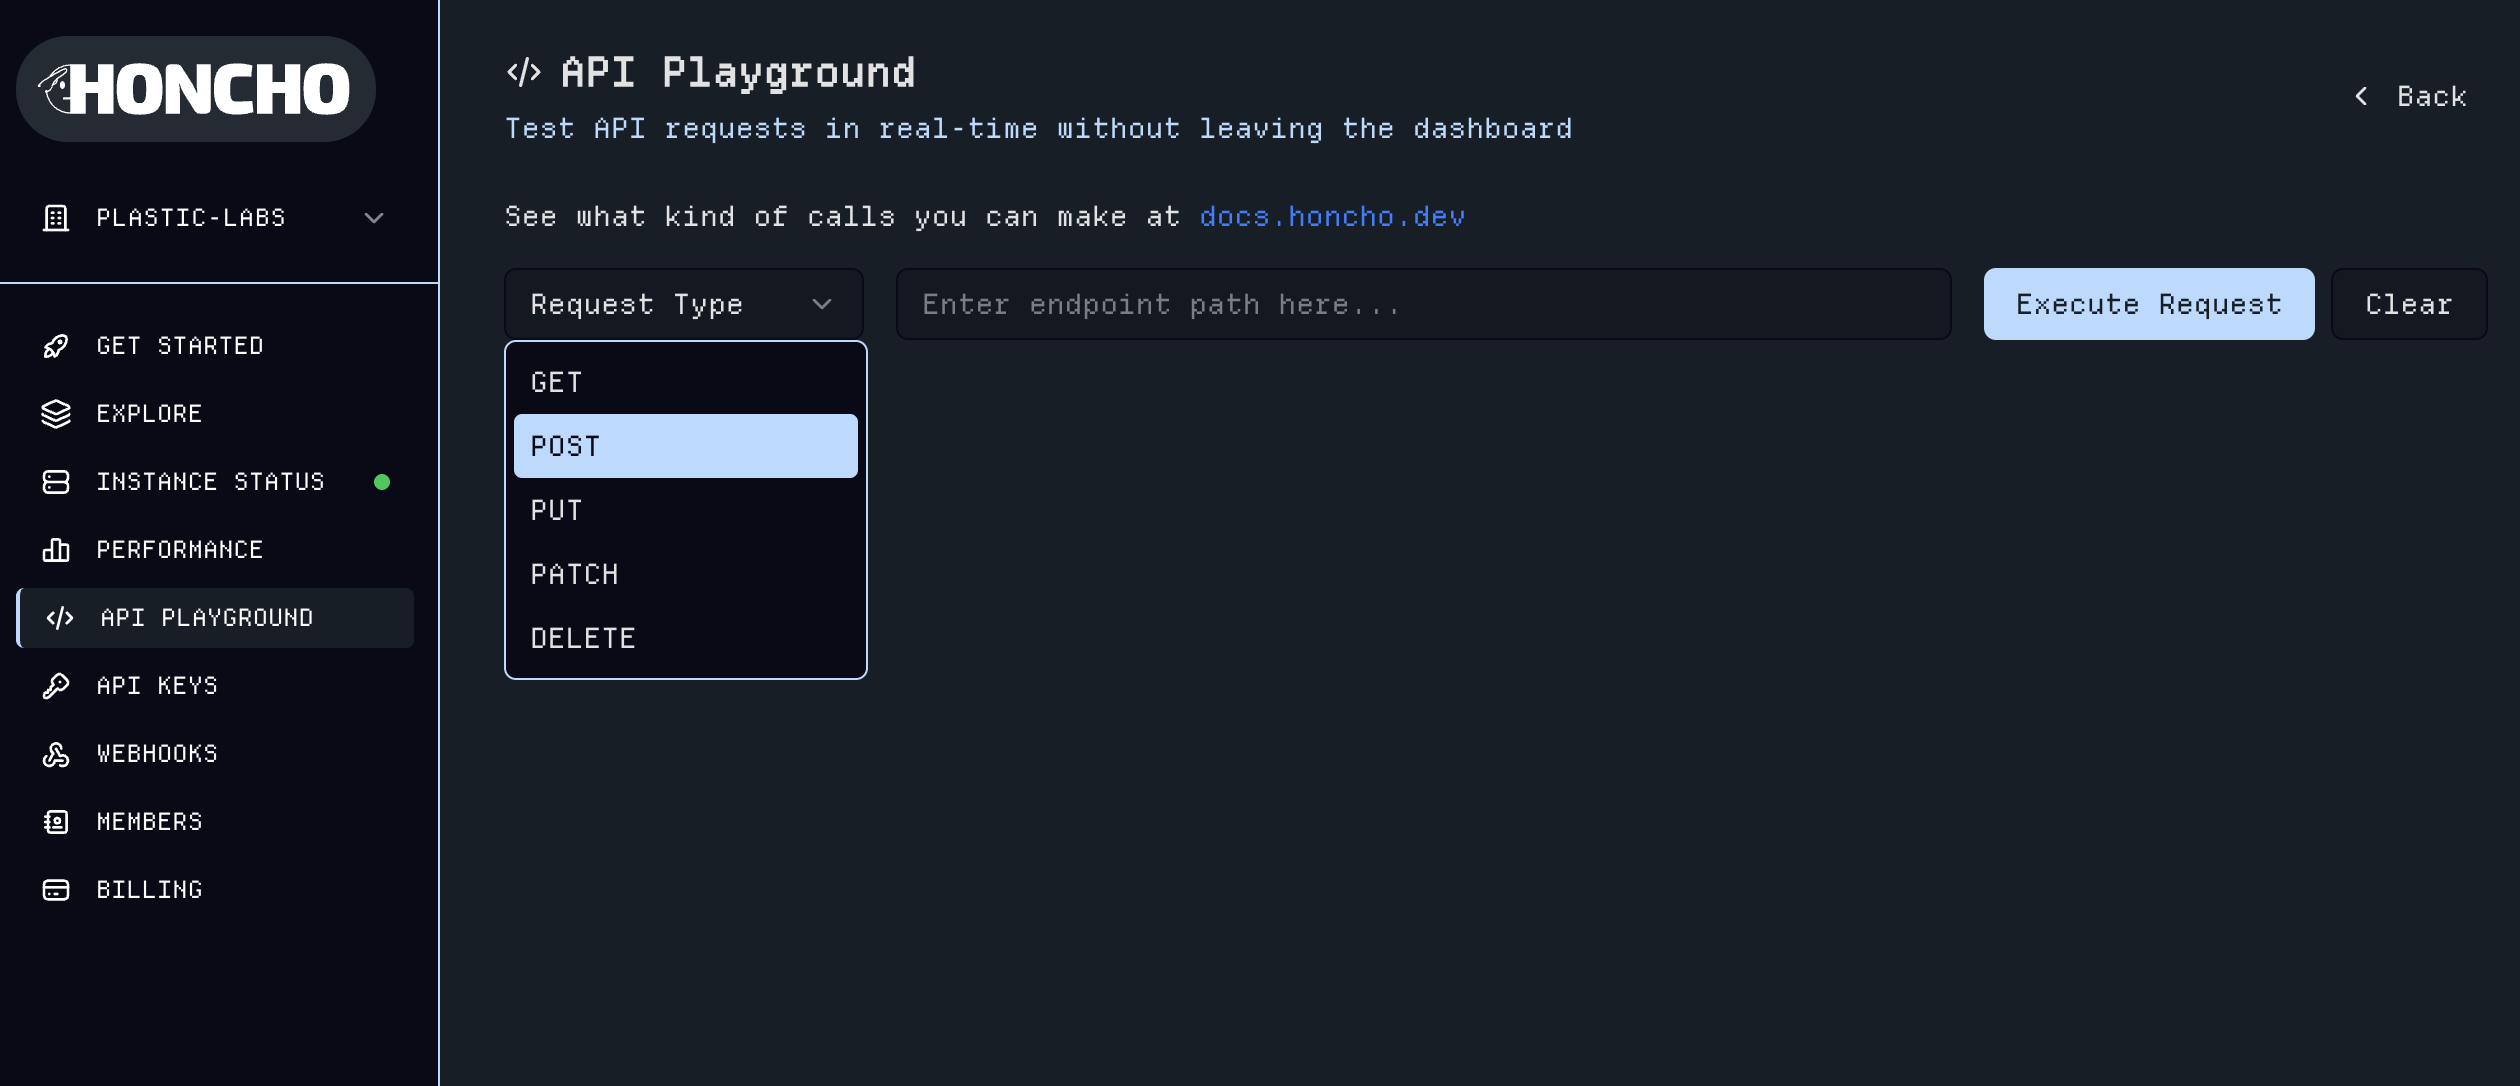 HONCHO
PLASTIC-LABS
GET STARTED
EXPLORE
INSTANCE STATUS
PERFORMANCE
API PLAYGROUND
API KEYS
WEBHOOKS
MEMBERS
BILLING
API Playground
Back
Test API requests in real-time without leaving the dashboard
See what kind of calls you can make at docs.honcho.dev
Request Type
Enter endpoint path here...
Execute Request
Clear
GET
POST
PUT
PATCH
DELETE